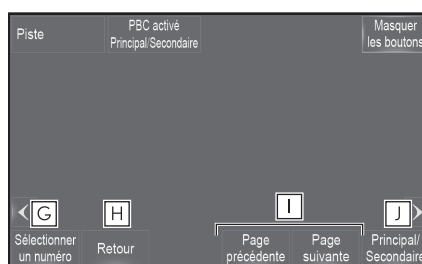 Piste
PBC activé
Principal/Secondaire
Masquer
les boutons
G
H
I
J
Sélectionner
un numéro
Retour
Page
précédente
Page
suivante
Principal/
Secondaire